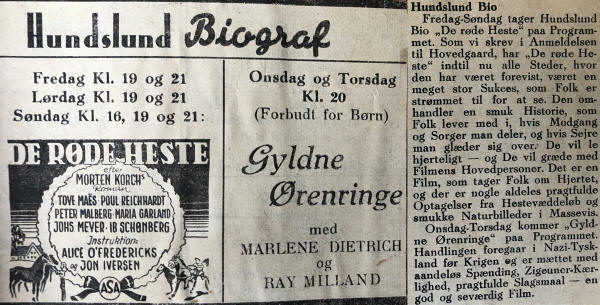 Hundslund Biograf
Fredag Kl. 19 og 21
Lørdag Kl. 19 og 21
Søndag Kl. 16, 19 og 21:
DE RØDE HESTE
efter
MORTEN KORCHs
Roman
TOVE MAËS · POUL REICHHARDT
PETER MALBERG · MARIA GARLAND
JOHS MEYER · IB SCHØNBERG
Instruktion:
ALICE O'FREDERICKS
og JON IVERSEN
ASA
Onsdag og Torsdag
Kl. 20
(Forbudt for Børn)
Gyldne
Ørenringe
med
MARLENE DIETRICH
og
RAY MILLAND
Hundslund Bio
Fredag-Søndag tager Hundslund
Bio „De røde Heste“ paa Program-
met. Som vi skrev i Anmeldelsen
til Hovedgaard, har „De røde He-
ste“ indtil nu alle Steder, hvor
den har været forevist, været en
meget stor Sukces, som Folk er
strømmet til for at se. Den om-
handler en smuk Historie, som
Folk lever med i, hvis Modgang
og Sorger man deler, og hvis Sejre
man glæder sig over. De vil le
hjerteligt — og De vil græde med
Filmens Hovedpersoner. Det er en
Film, som tager Folk om Hjertet,
og der er nogle aldeles pragtfulde
Optagelser fra Hestevæddeløb og
smukke Naturbilleder i Massevis.
Onsdag-Torsdag kommer „Gyld-
ne Ørenringe“ paa Programmet.
Handlingen foregaar i Nazi-Tysk-
land før Krigen og er mættet med
aandeløs Spænding, Zigøuner-Kær-
lighed, pragtfulde Slagsmaal — en
god og seværdig Film.